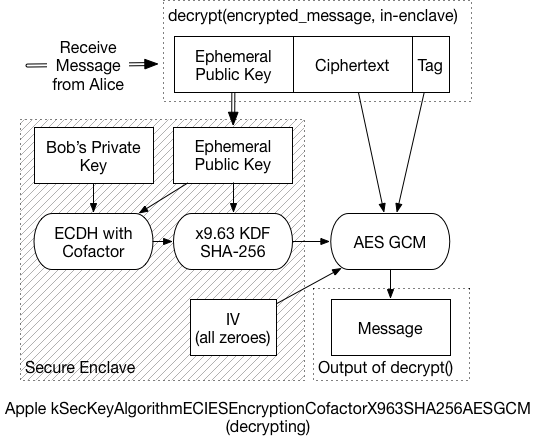 decrypt(encrypted_message, in-enclave)
Receive
Message
from Alice
Ephemeral
Public Key
Ciphertext
Tag
Bob's Private
Key
Ephemeral
Public Key
ECDH with
Cofactor
x9.63 KDF
SHA-256
AES GCM
IV
(all zeroes)
Message
Secure Enclave
Output of decrypt()
Apple kSecKeyAlgorithmECIESEncryptionCofactorX963SHA256AESGCM
(decrypting)